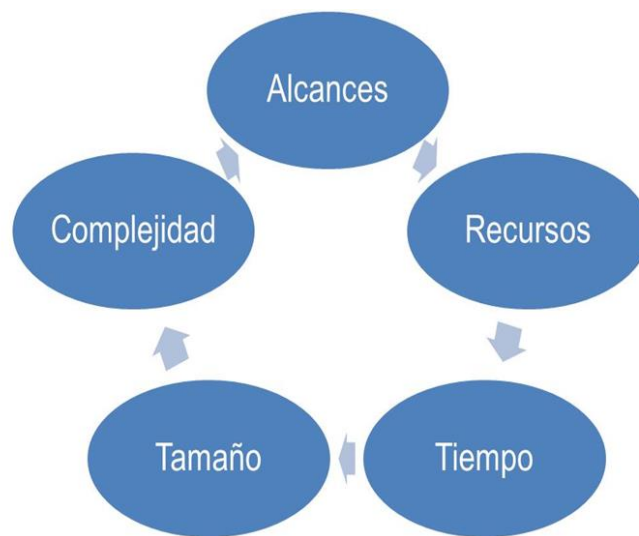 Alcances
Complejidad
Recursos
Tamaño
Tiempo